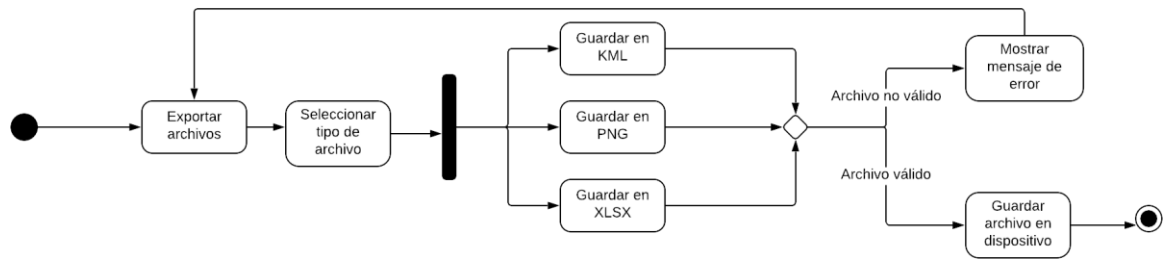 Exportar
archivos
Seleccionar
tipo de
archivo
Guardar en
KML
Guardar en
PNG
Guardar en
XLSX
Archivo no válido
Mostrar
mensaje de
error
Archivo válido
Guardar
archivo en
dispositivo